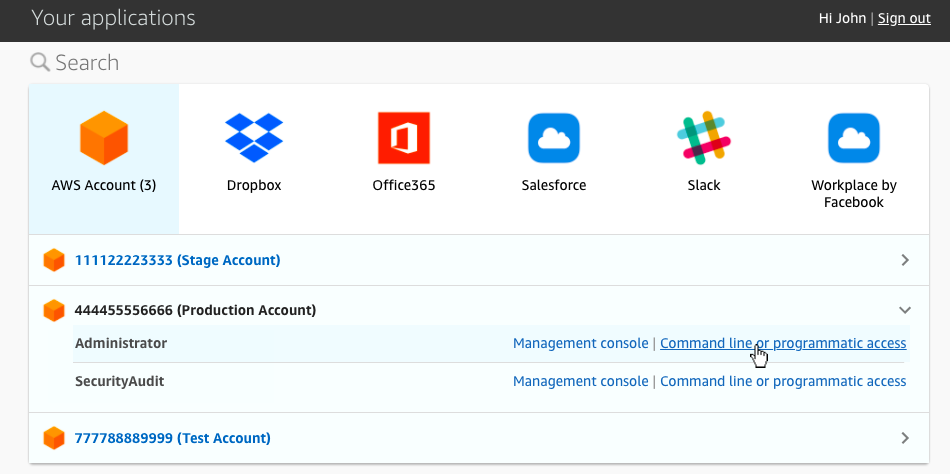 Your applications
Hi John | Sign out
Search
AWS Account (3)
Dropbox
Office365
Salesforce
Slack
Workplace by
Facebook
111122223333 (Stage Account)
444455556666 (Production Account)
Administrator
Management console | Command line or programmatic access
SecurityAudit
Management console | Command line or programmatic access
777788889999 (Test Account)